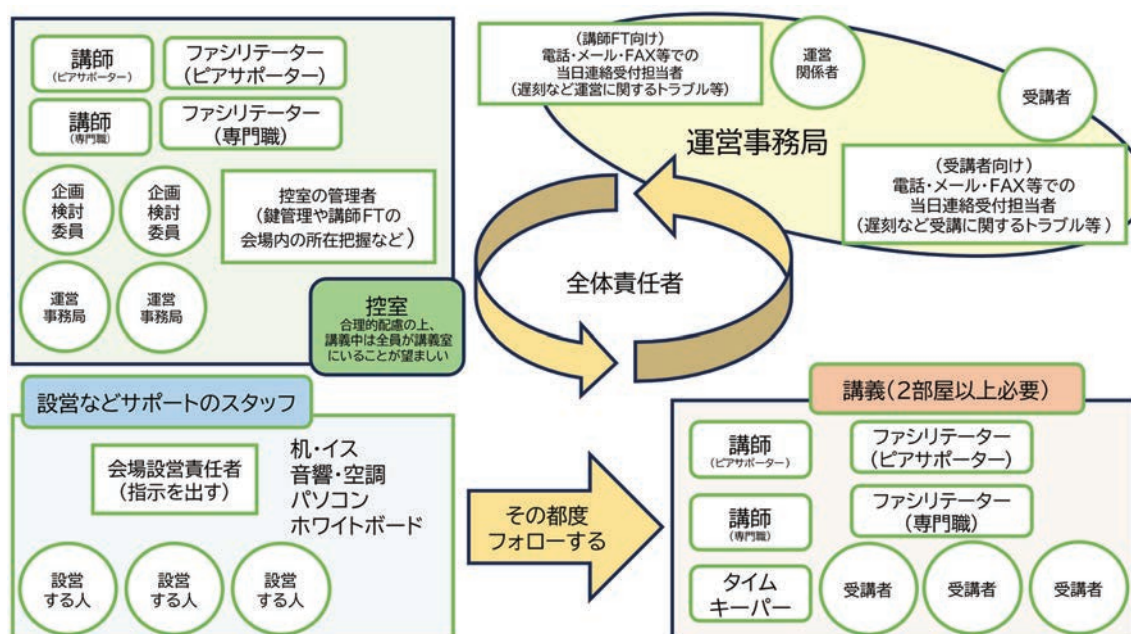 講師
(ピアサポーター)
ファシリテーター
(ピアサポーター)
講師
(専門職)
ファシリテーター
(専門職)
企画
検討
委員
企画
検討
委員
控室の管理者
(鍵管理や講師FTの
会場内の所在把握など)
運営
事務局
運営
事務局
控室
合理的配慮の上、
講義中は全員が講義室
にいることが望ましい
(講師FT向け)
電話・メール・FAX等での
当日連絡受付担当者
(遅刻など運営に関するトラブル等)
運営
関係者
受講者
運営事務局
(受講者向け)
電話・メール・FAX等での
当日連絡受付担当者
(遅刻など受講に関するトラブル等)
全体責任者
設営などサポートのスタッフ
会場設営責任者
(指示を出す)
机・イス
音響・空調
パソコン
ホワイトボード
設営
する人
設営
する人
設営
する人
その都度
フォローする
講義(2部屋以上必要)
講師
(ピアサポーター)
ファシリテーター
(ピアサポーター)
講師
(専門職)
ファシリテーター
(専門職)
タイム
キーパー
受講者
受講者
受講者